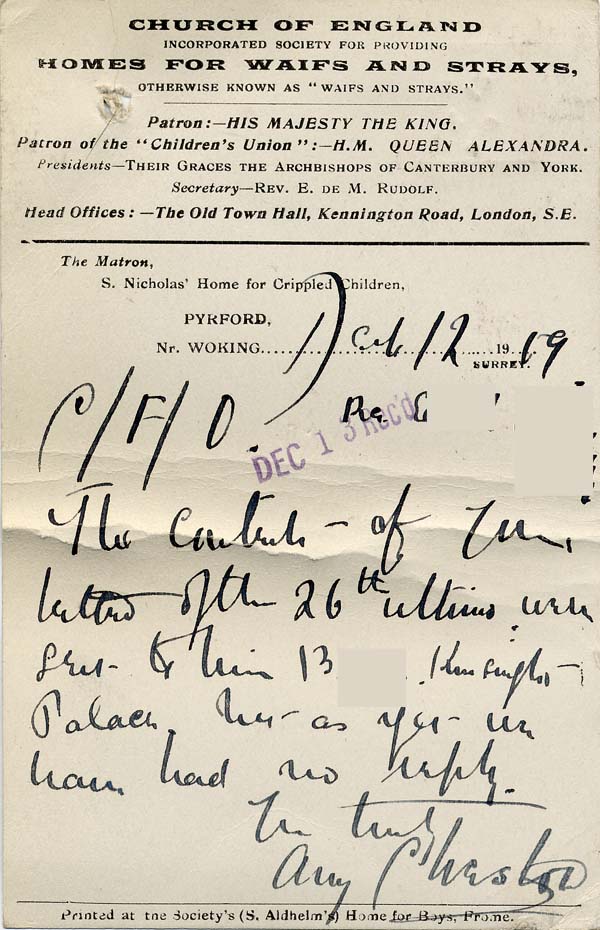 CHURCH OF ENGLAND
INCORPORATED SOCIETY FOR PROVIDING
HOMES FOR WAIFS AND STRAYS,
OTHERWISE KNOWN AS "WAIFS AND STRAYS."
Patron:—HIS MAJESTY THE KING.
Patron of the "Children's Union":—H.M. QUEEN ALEXANDRA.
Presidents—THEIR GRACES THE ARCHBISHOPS OF CANTERBURY AND YORK.
Secretary—REV. E. DE M. RUDOLF.
Head Offices:—The Old Town Hall, Kennington Road, London, S.E.
The Matron,
S. Nicholas' Home for Crippled Children,
PYRFORD,
Nr. WOKING. Dec 12 1919
SURREY.
C/H/O. Re. G
DEC 13 Rec'd
The contents of your
letter of the 26th ultimo were
sent to him 13 Kensington
Palace, but as yet we
have had no reply.
Yrs truly
Amy Cheston
Printed at the Society's (S. Aldhelm's) Home for Boys, Frome.